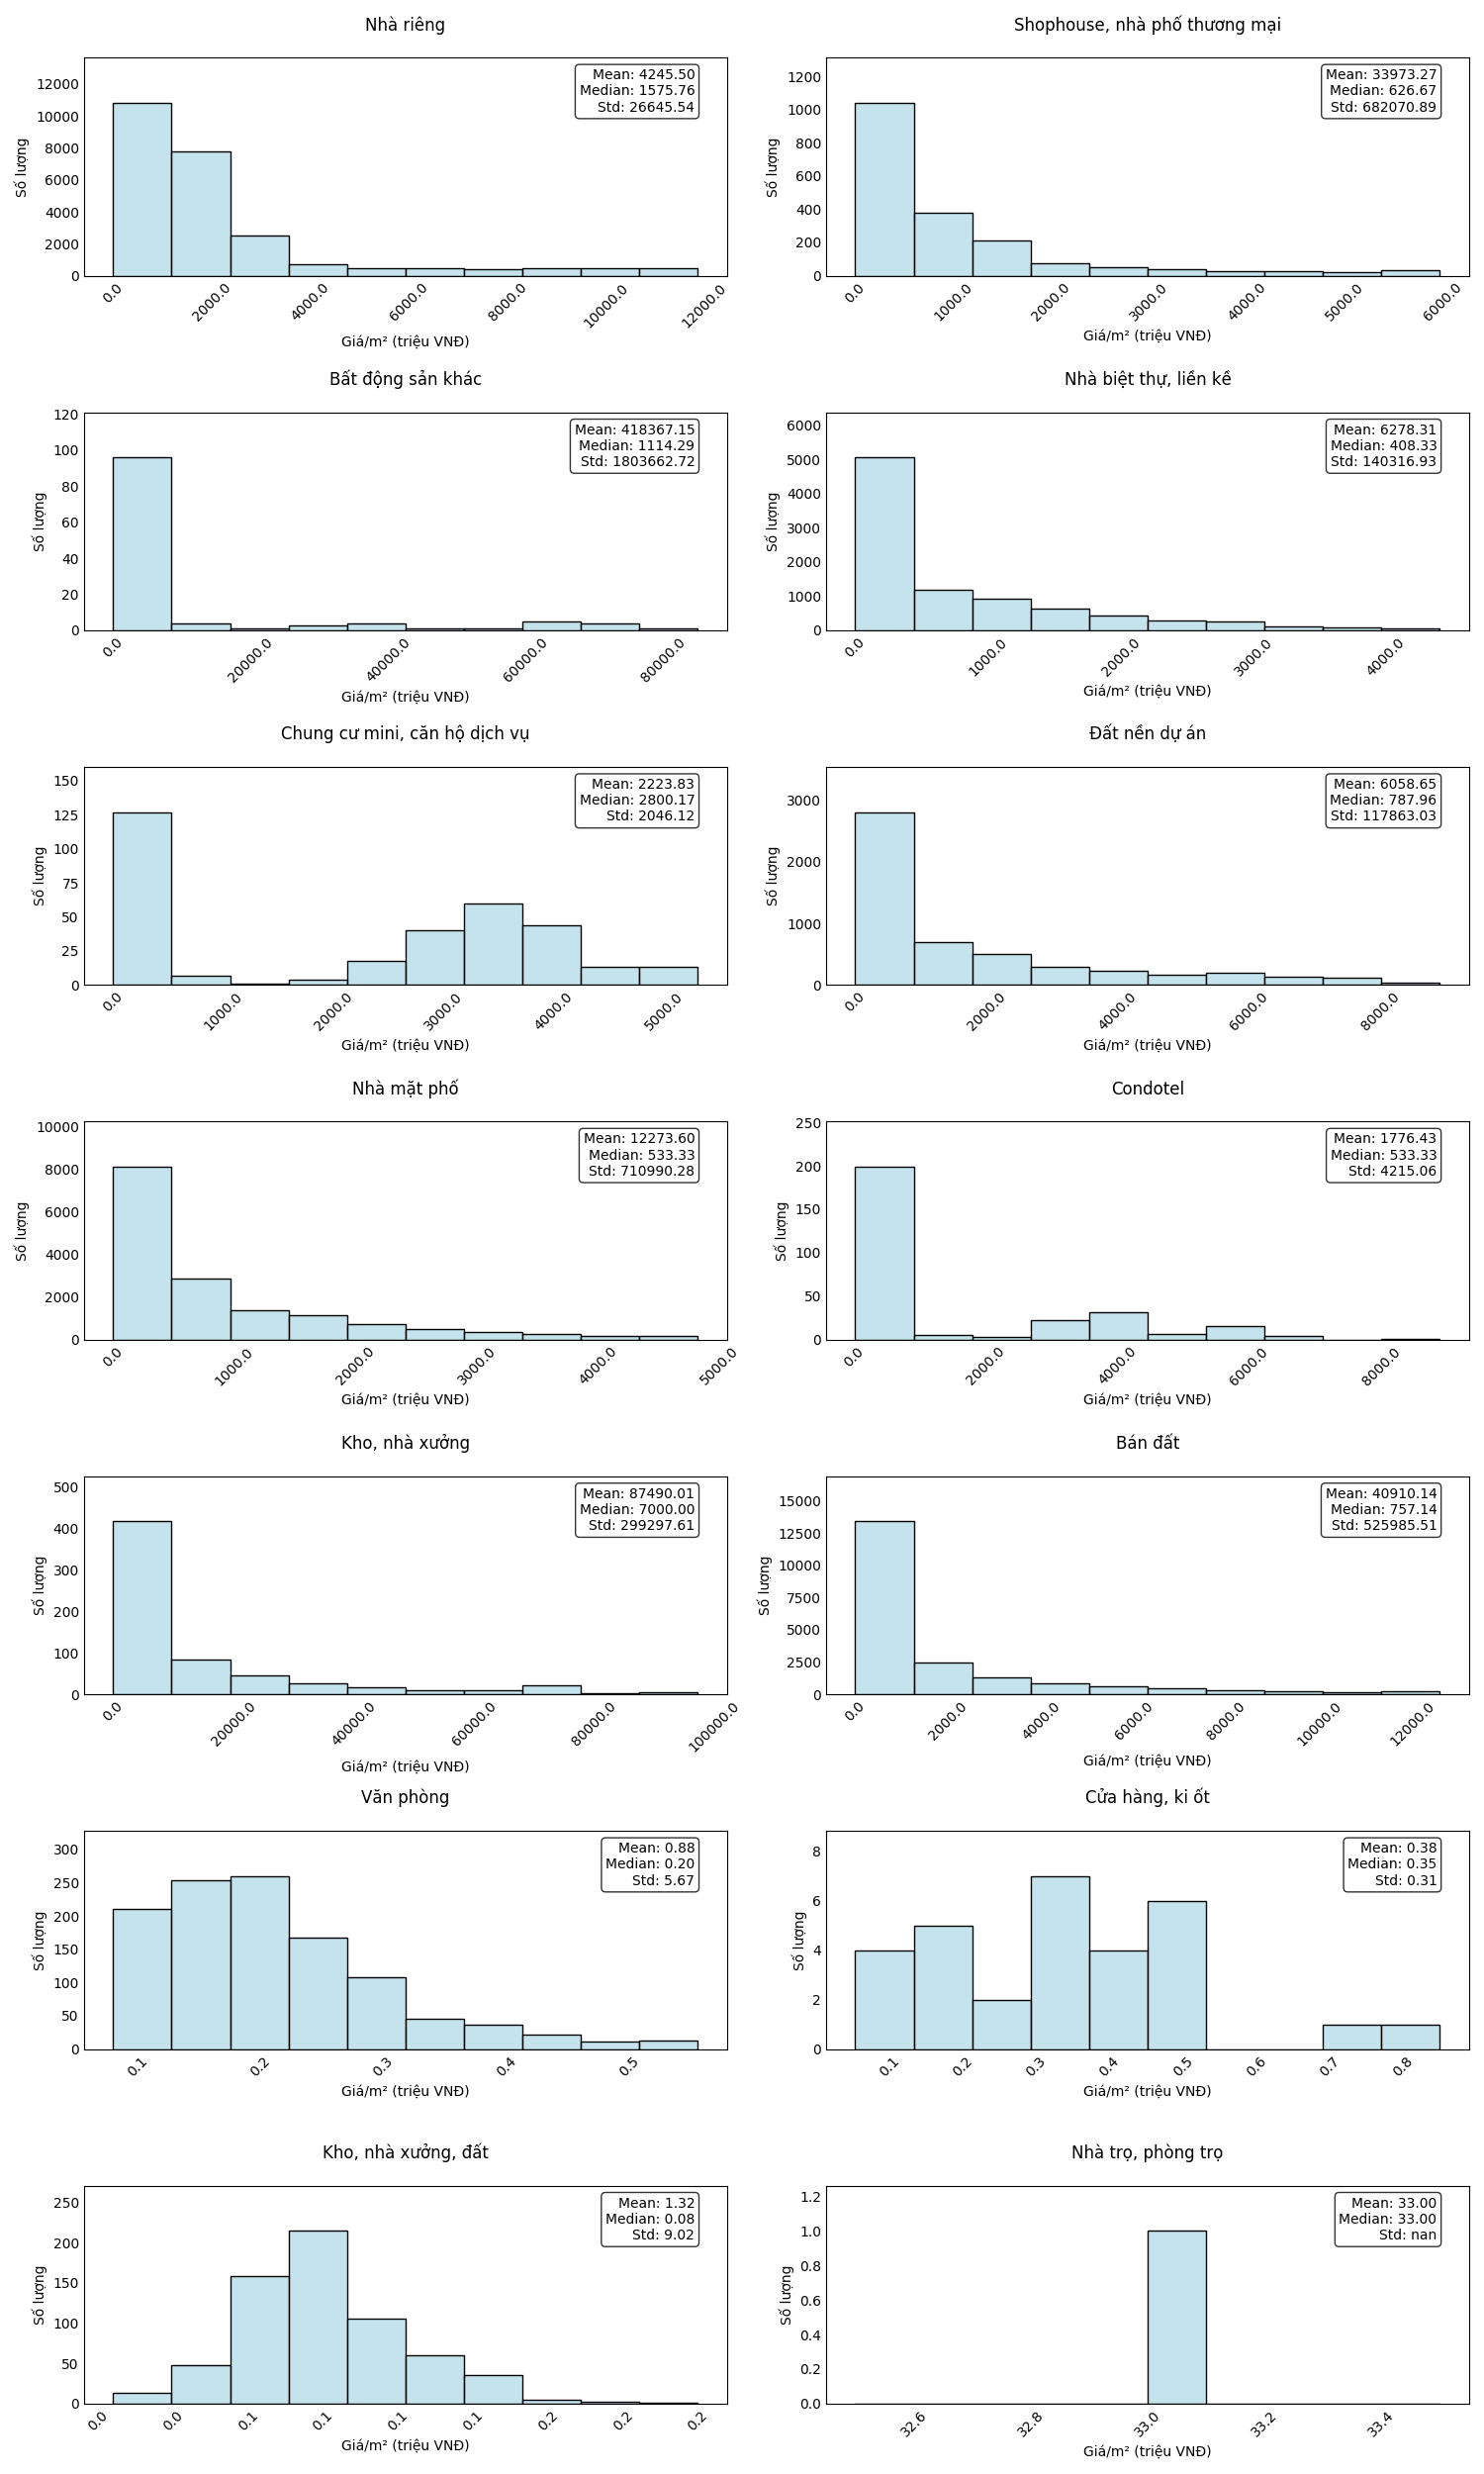 Nhà riêng
Mean: 4245.50
Median: 1575.76
Std: 26645.54
12000
10000
8000
6000
4000
2000
0
Số lượng
0.0 2000.0 4000.0 6000.0 8000.0 10000.0 12000.0
Giá/m² (triệu VNĐ)
Shophouse, nhà phố thương mại
Mean: 33973.27
Median: 626.67
Std: 682070.89
1200
1000
800
600
400
200
0
Số lượng
0.0 1000.0 2000.0 3000.0 4000.0 5000.0 6000.0
Giá/m² (triệu VNĐ)
Bất động sản khác
Mean: 418367.15
Median: 1114.29
Std: 1803662.72
120
100
80
60
40
20
0
Số lượng
0.0 20000.0 40000.0 60000.0 80000.0
Giá/m² (triệu VNĐ)
Nhà biệt thự, liền kề
Mean: 6278.31
Median: 408.33
Std: 140316.93
6000
5000
4000
3000
2000
1000
0
Số lượng
0.0 1000.0 2000.0 3000.0 4000.0
Giá/m² (triệu VNĐ)
Chung cư mini, căn hộ dịch vụ
Mean: 2223.83
Median: 2800.17
Std: 2046.12
150
125
100
75
50
25
0
Số lượng
0.0 1000.0 2000.0 3000.0 4000.0 5000.0
Giá/m² (triệu VNĐ)
Đất nền dự án
Mean: 6058.65
Median: 787.96
Std: 117863.03
3000
2000
1000
0
Số lượng
0.0 2000.0 4000.0 6000.0 8000.0
Giá/m² (triệu VNĐ)
Nhà mặt phố
Mean: 12273.60
Median: 533.33
Std: 710990.28
10000
8000
6000
4000
2000
0
Số lượng
0.0 1000.0 2000.0 3000.0 4000.0 5000.0
Giá/m² (triệu VNĐ)
Condotel
Mean: 1776.43
Median: 533.33
Std: 4215.06
250
200
150
100
50
0
Số lượng
0.0 2000.0 4000.0 6000.0 8000.0
Giá/m² (triệu VNĐ)
Kho, nhà xưởng
Mean: 87490.01
Median: 7000.00
Std: 299297.61
500
400
300
200
100
0
Số lượng
0.0 20000.0 40000.0 60000.0 80000.0 100000.0
Giá/m² (triệu VNĐ)
Bán đất
Mean: 40910.14
Median: 757.14
Std: 525985.51
15000
12500
10000
7500
5000
2500
0
Số lượng
0.0 2000.0 4000.0 6000.0 8000.0 10000.0 12000.0
Giá/m² (triệu VNĐ)
Văn phòng
Mean: 0.88
Median: 0.20
Std: 5.67
300
250
200
150
100
50
0
Số lượng
0.1 0.2 0.3 0.4 0.5
Giá/m² (triệu VNĐ)
Cửa hàng, ki ốt
Mean: 0.38
Median: 0.35
Std: 0.31
8
6
4
2
0
Số lượng
0.1 0.2 0.3 0.4 0.5 0.6 0.7 0.8
Giá/m² (triệu VNĐ)
Kho, nhà xưởng, đất
Mean: 1.32
Median: 0.08
Std: 9.02
250
200
150
100
50
0
Số lượng
0.0 0.0 0.1 0.1 0.1 0.1 0.2 0.2 0.2
Giá/m² (triệu VNĐ)
Nhà trọ, phòng trọ
Mean: 33.00
Median: 33.00
Std: nan
1.2
1.0
0.8
0.6
0.4
0.2
0.0
Số lượng
32.6 32.8 33.0 33.2 33.4
Giá/m² (triệu VNĐ)